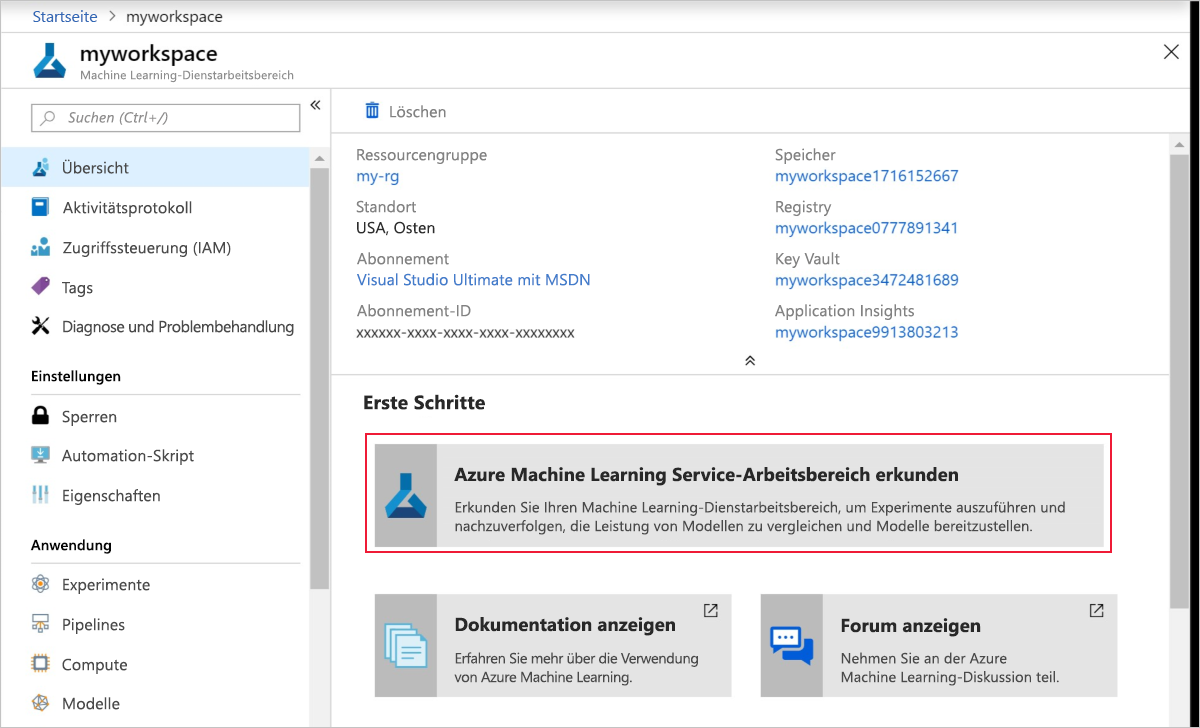 Startseite > myworkspace
myworkspace
Machine Learning-Dienstarbeitsbereich
Suchen (Ctrl+/)
Übersicht
Aktivitätsprotokoll
Zugriffssteuerung (IAM)
Tags
Diagnose und Problembehandlung
Einstellungen
Sperren
Automation-Skript
Eigenschaften
Anwendung
Experimente
Pipelines
Compute
Modelle
Löschen
Ressourcengruppe
my-rg
Standort
USA, Osten
Abonnement
Visual Studio Ultimate mit MSDN
Abonnement-ID
xxxxxx-xxxx-xxxx-xxxx-xxxxxxxx
Speicher
myworkspace1716152667
Registry
myworkspace0777891341
Key Vault
myworkspace3472481689
Application Insights
myworkspace9913803213
Erste Schritte
Azure Machine Learning Service-Arbeitsbereich erkunden
Erkunden Sie Ihren Machine Learning-Dienstarbeitsbereich, um Experimente auszuführen und
nachzuverfolgen, die Leistung von Modellen zu vergleichen und Modelle bereitzustellen.
Dokumentation anzeigen
Erfahren Sie mehr über die Verwendung
von Azure Machine Learning.
Forum anzeigen
Nehmen Sie an der Azure
Machine Learning-Diskussion teil.